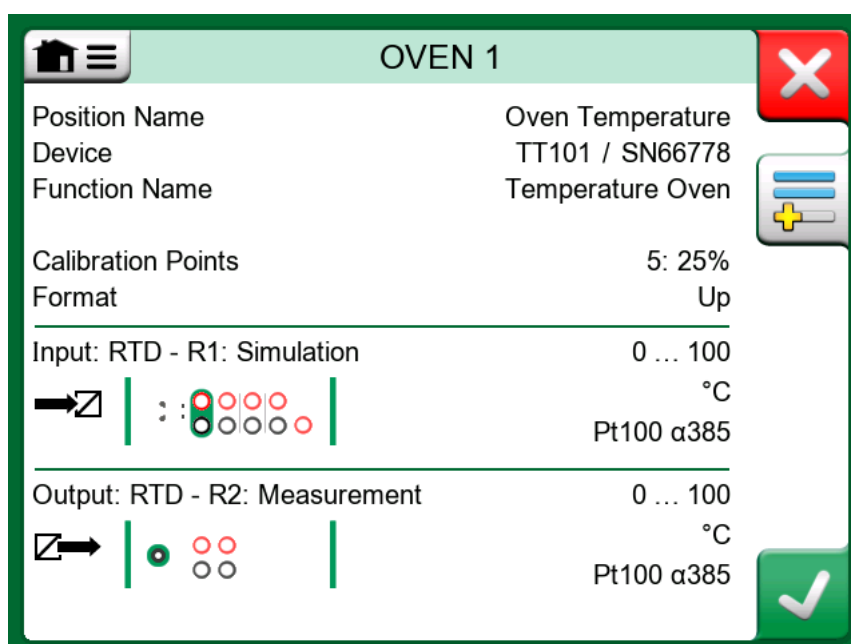 OVEN 1
Position Name Oven Temperature
Device TT101 / SN66778
Function Name Temperature Oven
Calibration Points 5: 25%
Format Up
Input: RTD - R1: Simulation 0 ... 100
°C
Pt100 α385
Output: RTD - R2: Measurement 0 ... 100
°C
Pt100 α385